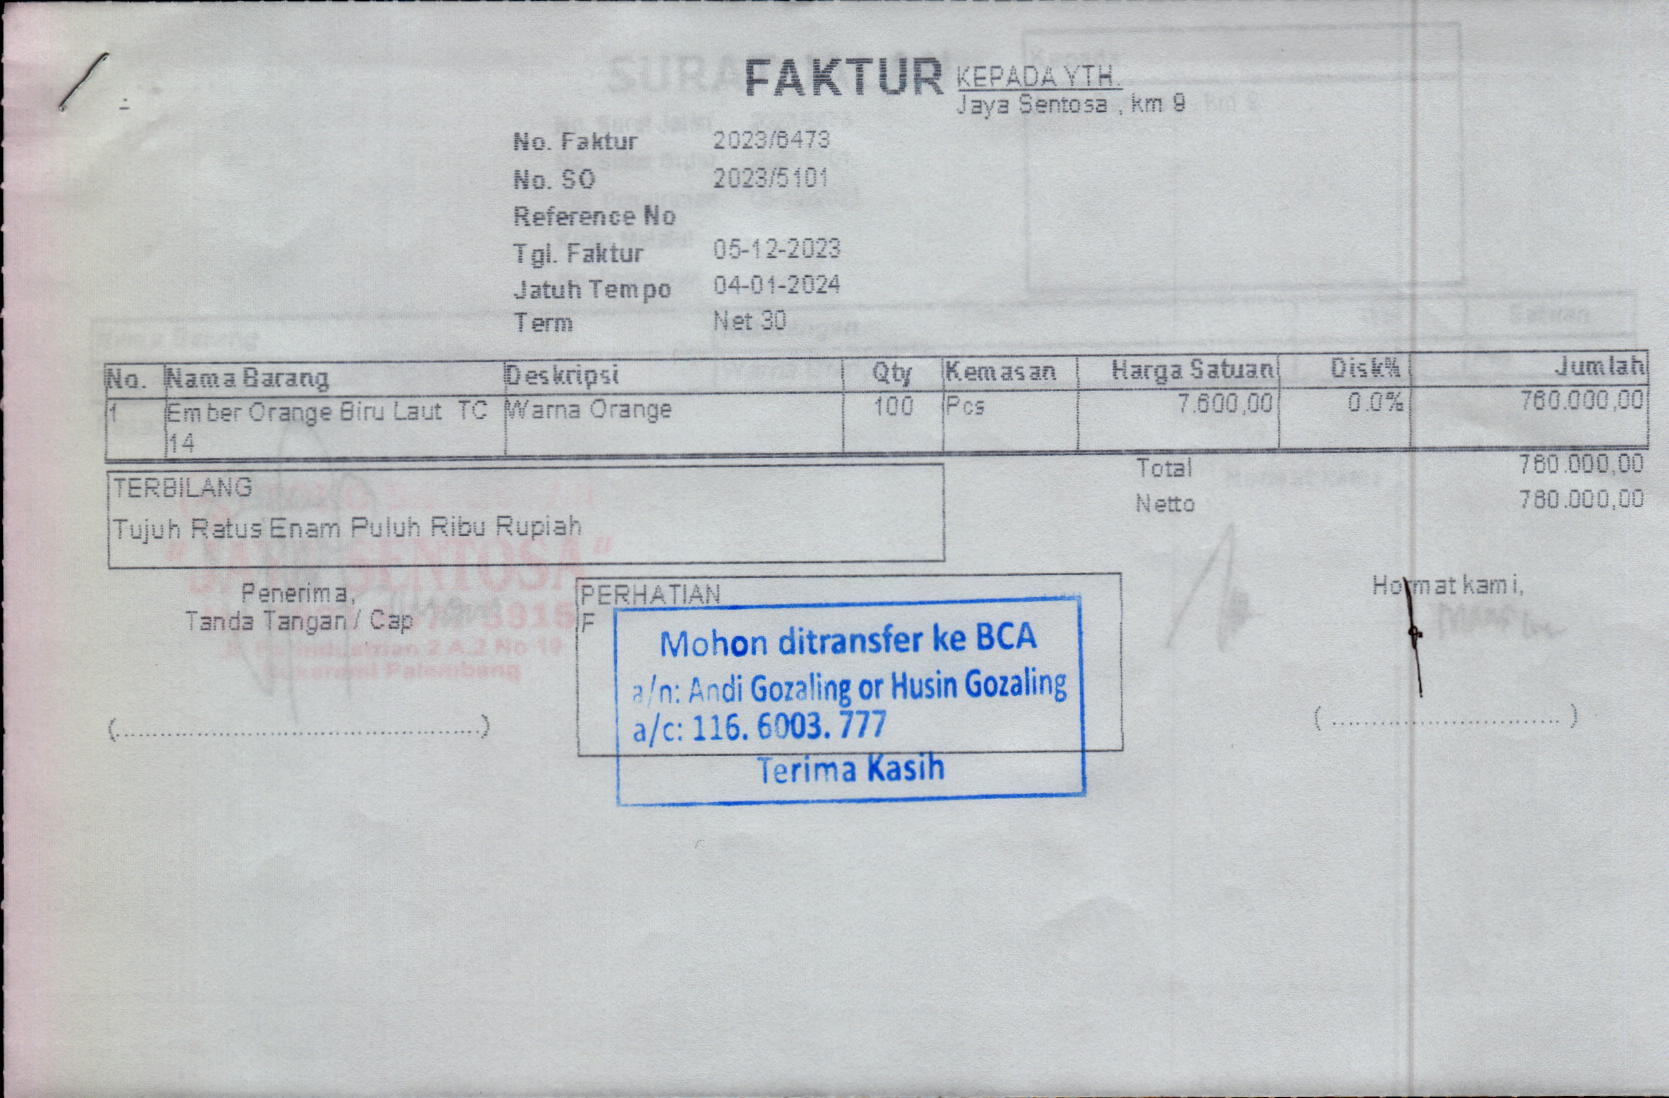 FAKTUR
KEPADA YTH.
Jaya Sentosa , km 9
No. Faktur 2023/6473
No. SO 2023/5101
Reference No
Tgl. Faktur 05-12-2023
Jatuh Tempo 04-01-2024
Term Net 30
No. Nama Barang Deskripsi Qty Kemasan Harga Satuan Disk% Jumlah
1 Ember Orange Biru Laut TC Warna Orange 100 Pcs 7.600,00 0.0% 760.000,00
14
Total 760.000,00
Netto 760.000,00
TERBILANG
Tujuh Ratus Enam Puluh Ribu Rupiah
Penerima,
Tanda Tangan / Cap
(................................................)
PERHATIAN
F
Mohon ditransfer ke BCA
a/n: Andi Gozaling or Husin Gozaling
a/c: 116. 6003. 777
Terima Kasih
Hormat kami,
( .............................. )
"JAYA SENTOSA"
Sukarami Palembang